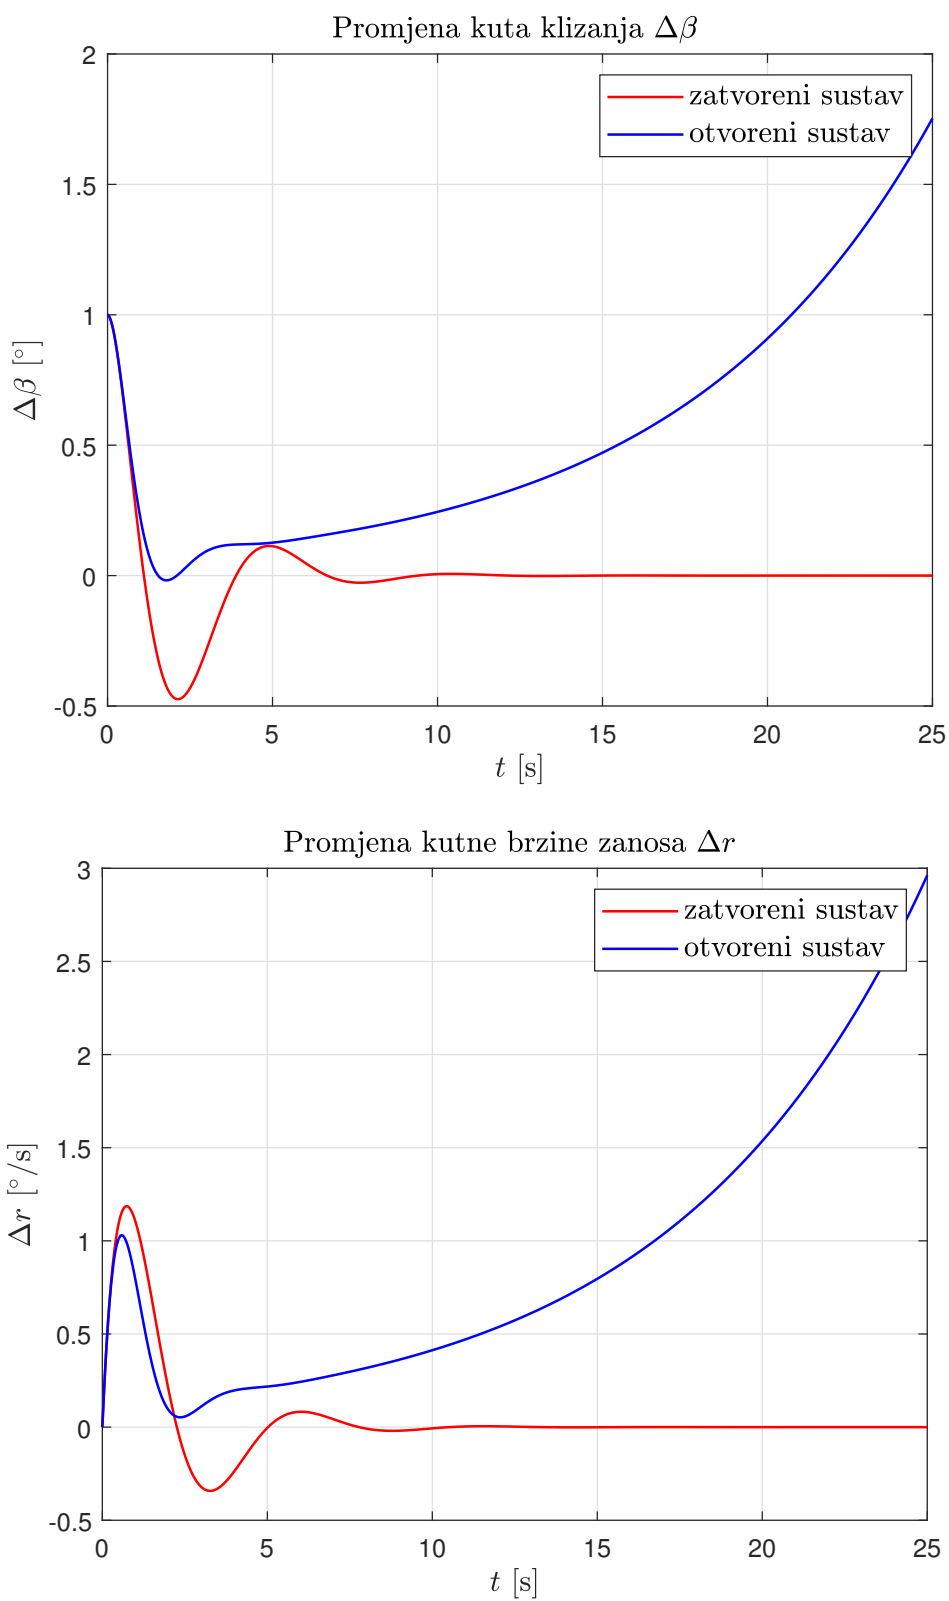 Promjena kuta klizanja Δβ
2
zatvoreni sustav
otvoreni sustav
1.5
1
Δβ [°]
0.5
0
-0.5
0 5 10 15 20 25
t [s]
Promjena kutne brzine zanosa Δr
3
zatvoreni sustav
otvoreni sustav
2.5
2
1.5
Δr [°/s]
1
0.5
0
-0.5
0 5 10 15 20 25
t [s]